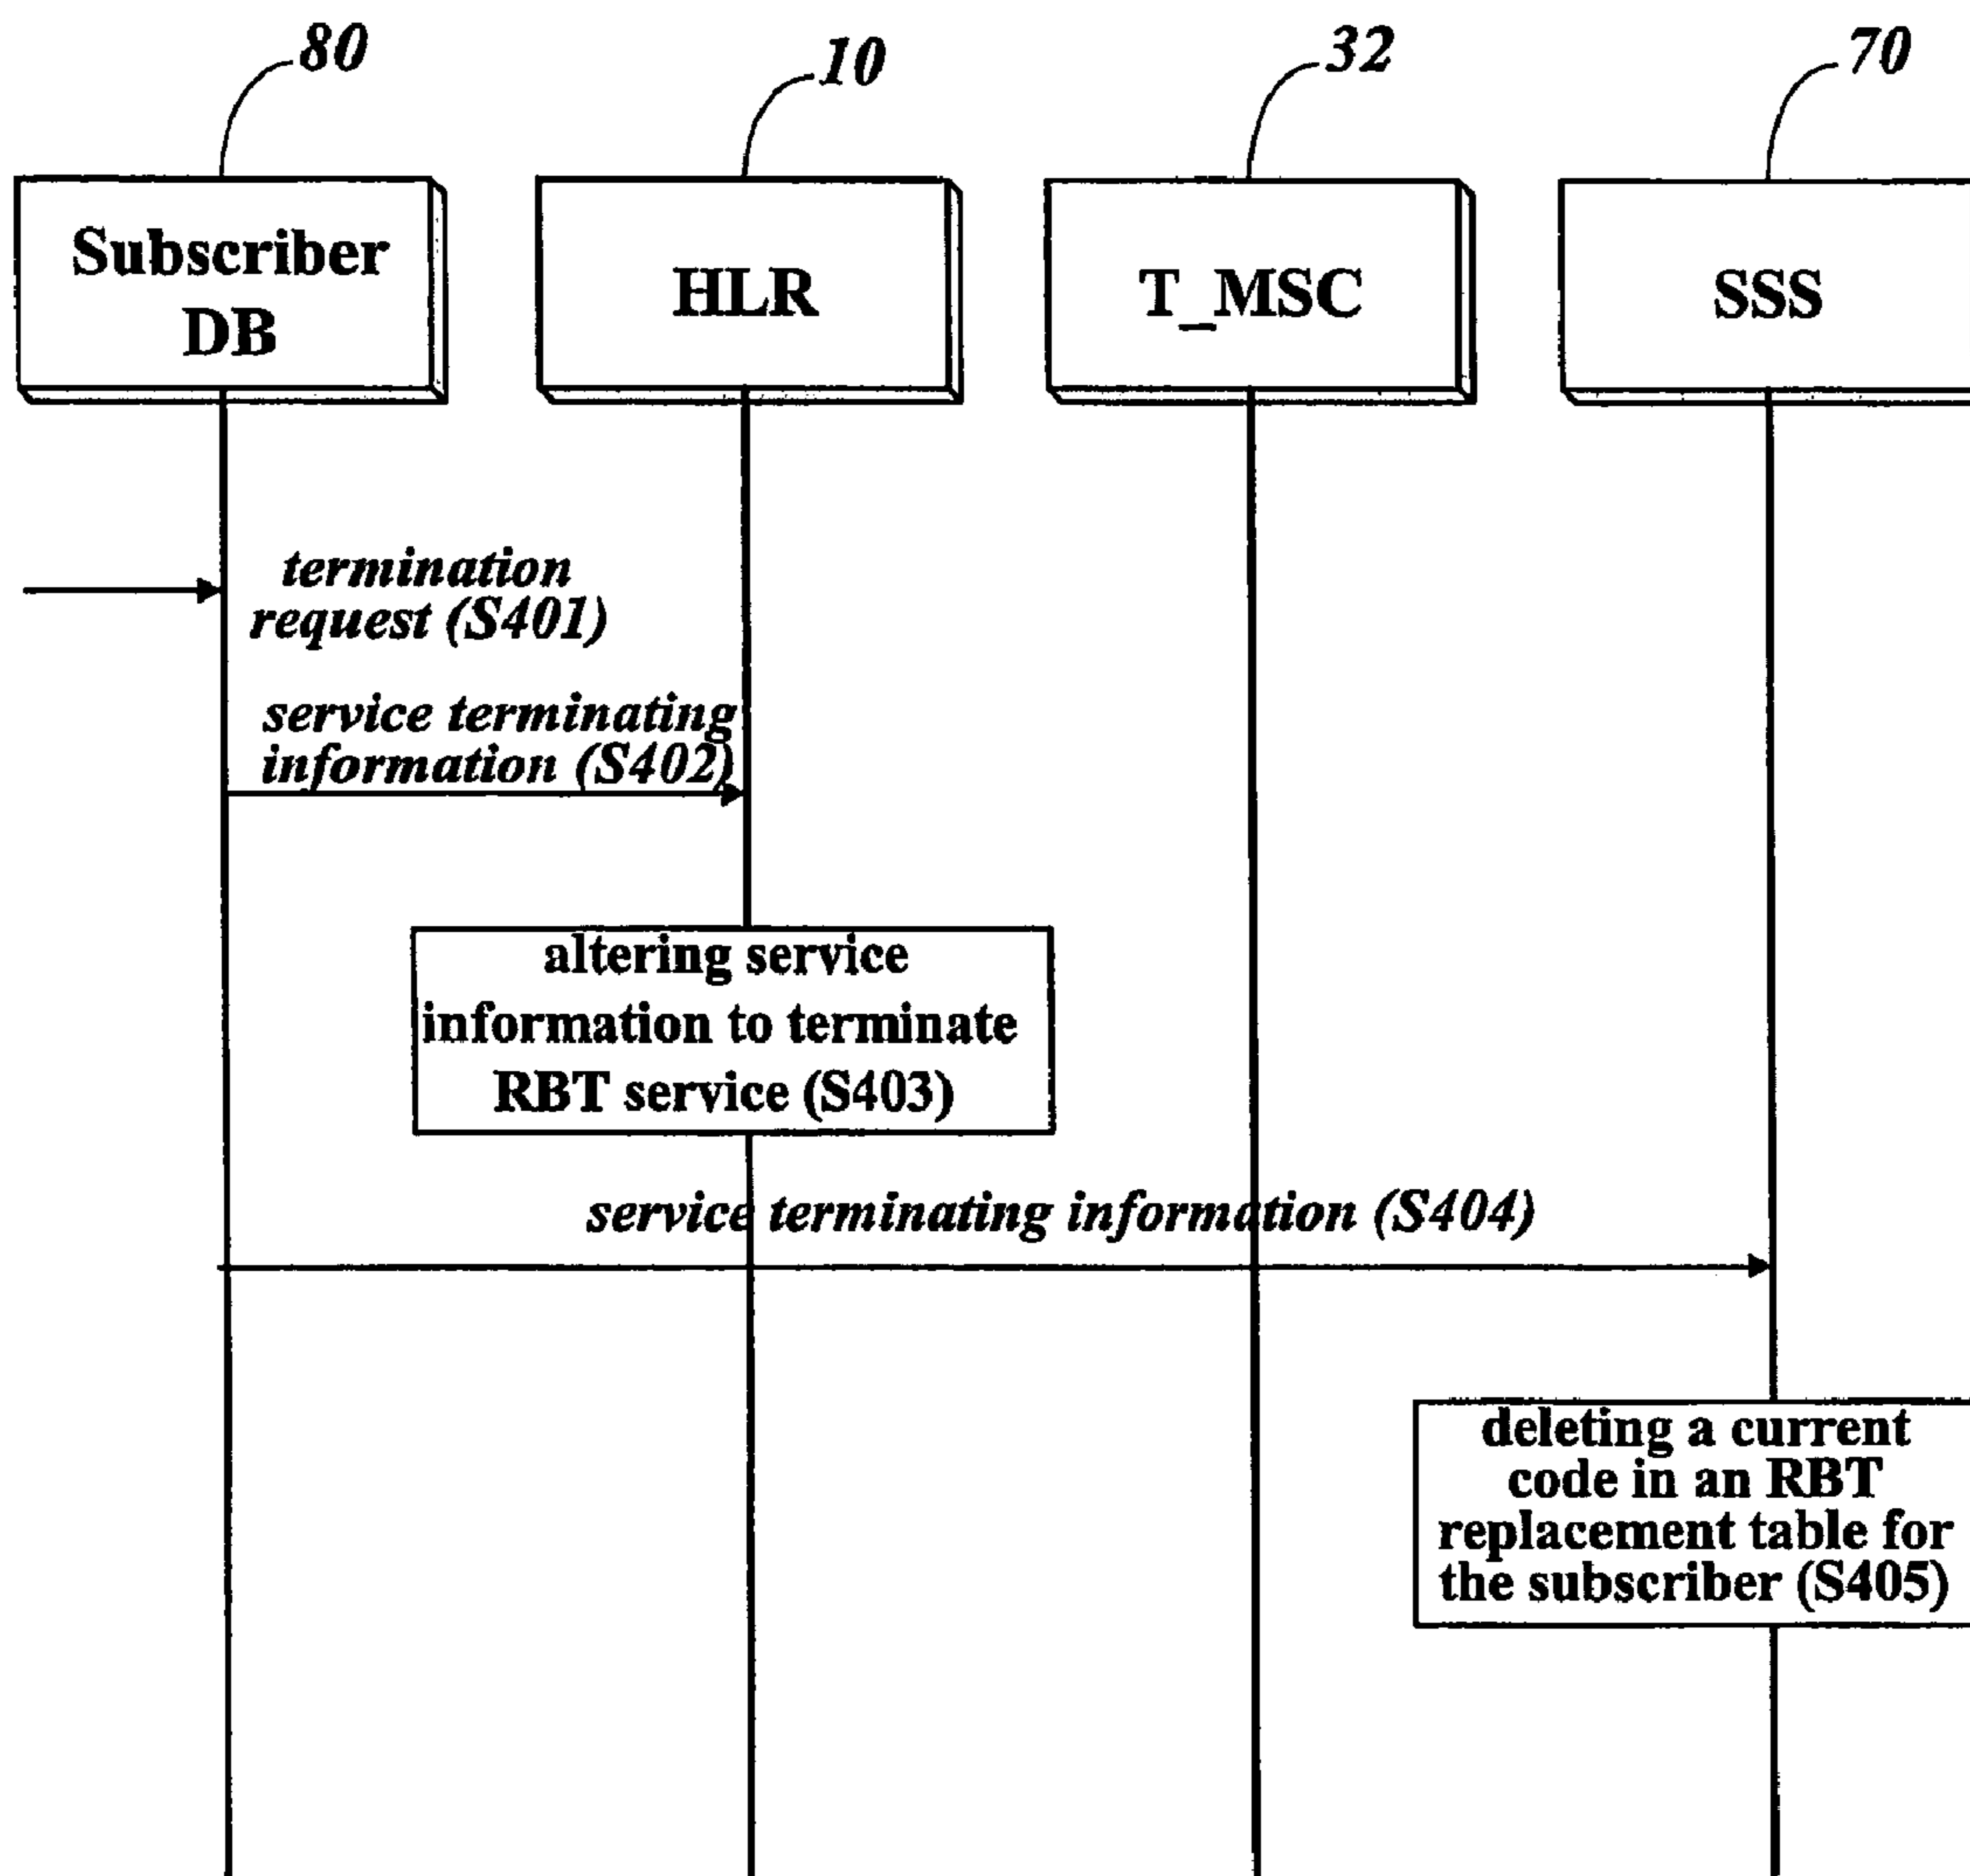 80
10
32
70
Subscriber
DB
HLR
T_MSC
SSS
termination
request (S401)
service terminating
information (S402)
altering service
information to terminate
RBT service (S403)
service terminating information (S404)
deleting a current
code in an RBT
replacement table for
the subscriber (S405)